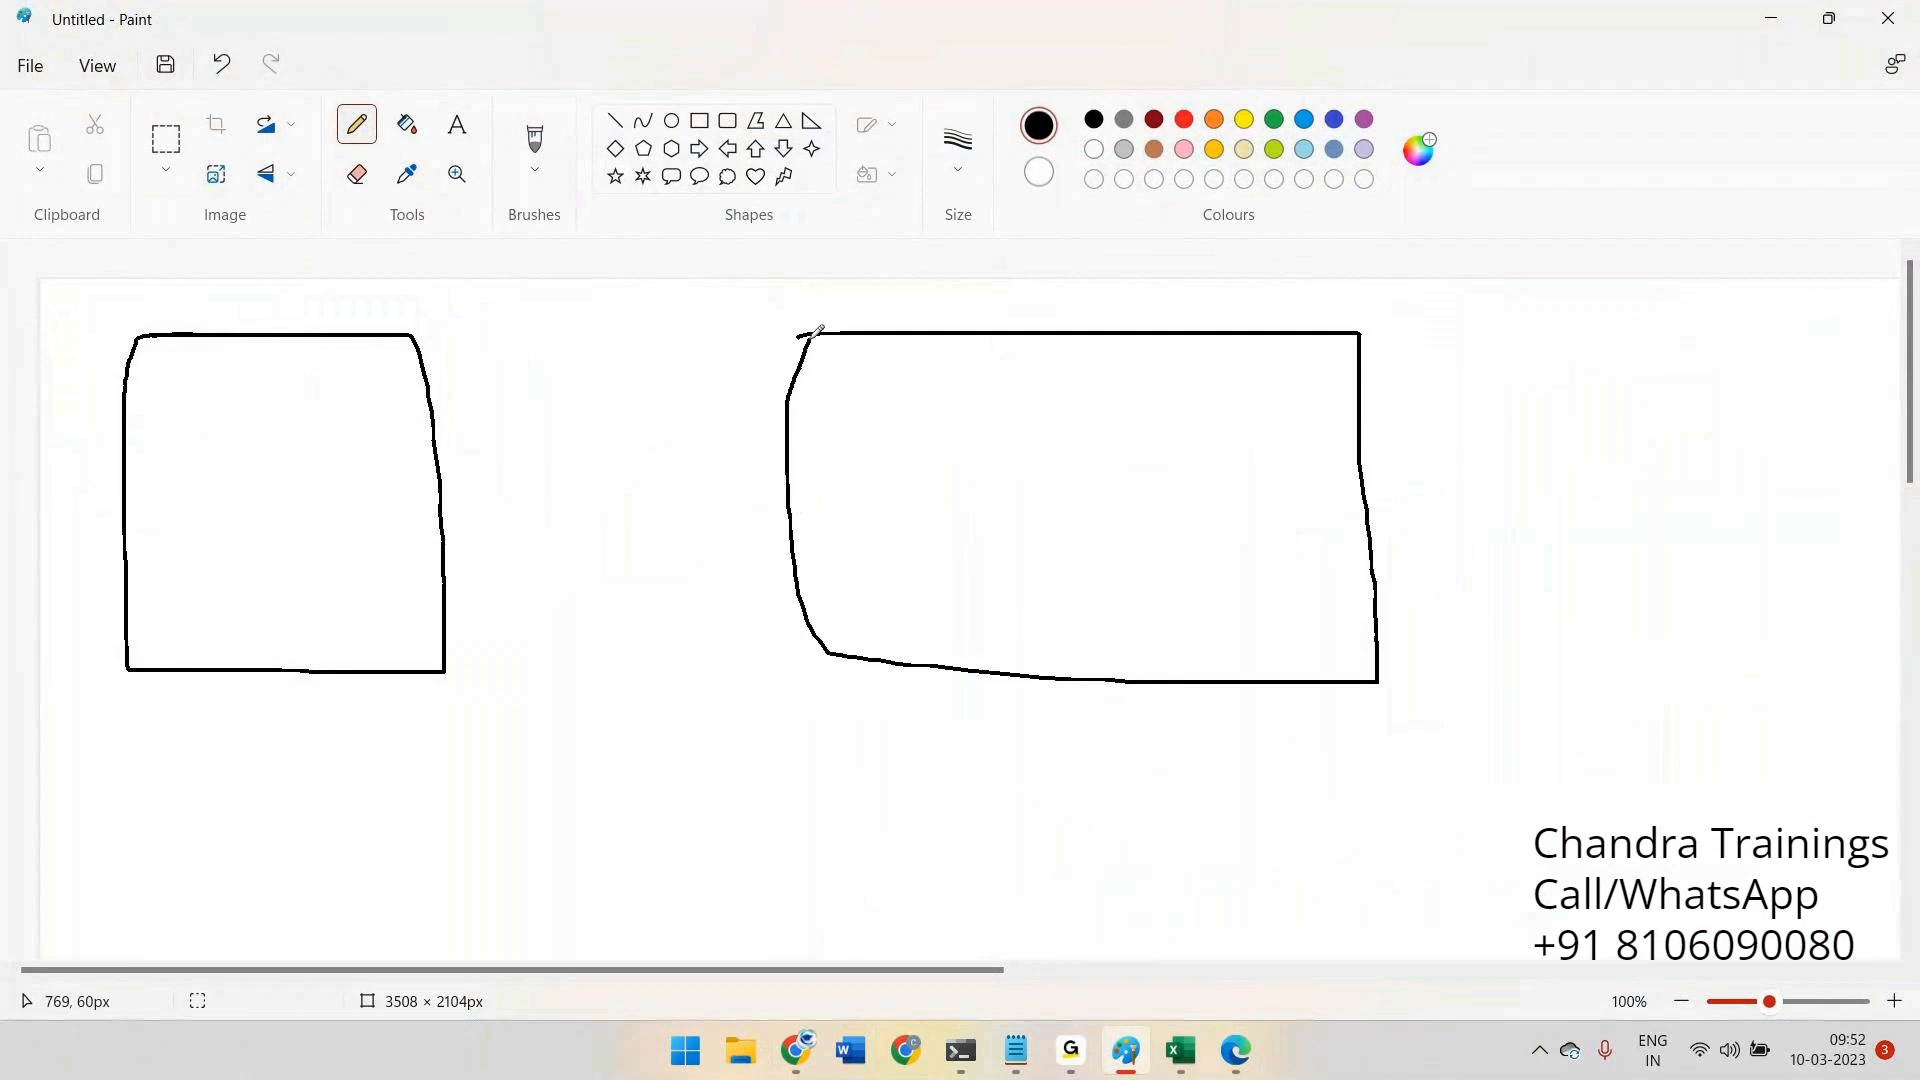 Untitled - Paint
File
View
Clipboard
Image
Tools
Brushes
Shapes
Size
Colours
Chandra Trainings
Call/WhatsApp
+91 8106090080
769, 60px
3508 × 2104px
100%
ENG
IN
09:52
10-03-2023
3